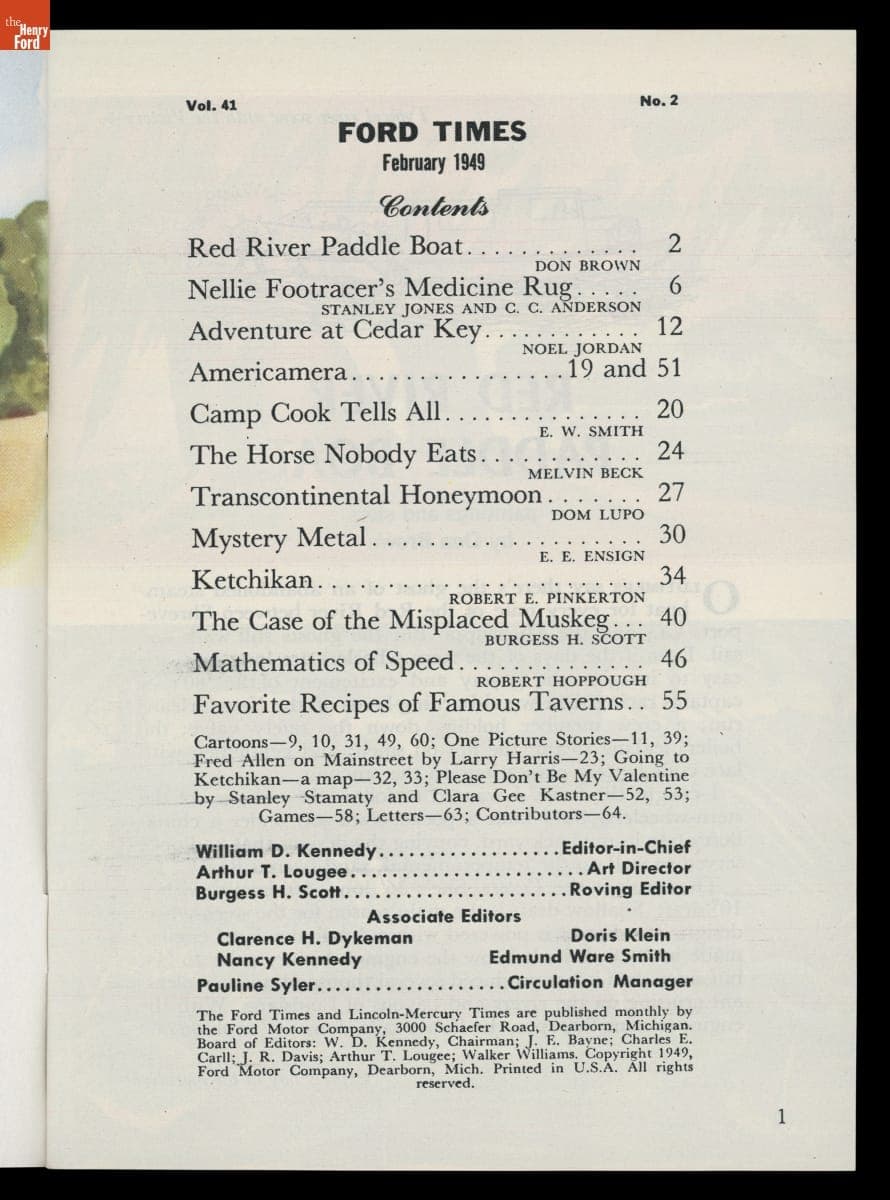 the
Henry
Ford
Vol. 41 No. 2
FORD TIMES
February 1949
Contents
Red River Paddle Boat............. 2
DON BROWN
Nellie Footracer's Medicine Rug..... 6
STANLEY JONES AND C. C. ANDERSON
Adventure at Cedar Key............ 12
NOEL JORDAN
Americamera................19 and 51
Camp Cook Tells All............... 20
E. W. SMITH
The Horse Nobody Eats............ 24
MELVIN BECK
Transcontinental Honeymoon....... 27
DOM LUPO
Mystery Metal.................... 30
E. E. ENSIGN
Ketchikan........................ 34
ROBERT E. PINKERTON
The Case of the Misplaced Muskeg... 40
BURGESS H. SCOTT
Mathematics of Speed.............. 46
ROBERT HOPPOUGH
Favorite Recipes of Famous Taverns.. 55
Cartoons—9, 10, 31, 49, 60; One Picture Stories—11, 39;
Fred Allen on Mainstreet by Larry Harris—23; Going to
Ketchikan—a map—32, 33; Please Don't Be My Valentine
by Stanley Stamaty and Clara Gee Kastner—52, 53;
Games—58; Letters—63; Contributors—64.
William D. Kennedy..................Editor-in-Chief
Arthur T. Lougee.......................Art Director
Burgess H. Scott......................Roving Editor
Associate Editors
Clarence H. Dykeman Doris Klein
Nancy Kennedy Edmund Ware Smith
Pauline Syler...................Circulation Manager
The Ford Times and Lincoln-Mercury Times are published monthly by
the Ford Motor Company, 3000 Schaefer Road, Dearborn, Michigan.
Board of Editors: W. D. Kennedy, Chairman; J. E. Bayne; Charles E.
Carll; J. R. Davis; Arthur T. Lougee; Walker Williams. Copyright 1949,
Ford Motor Company, Dearborn, Mich. Printed in U.S.A. All rights
reserved.
1